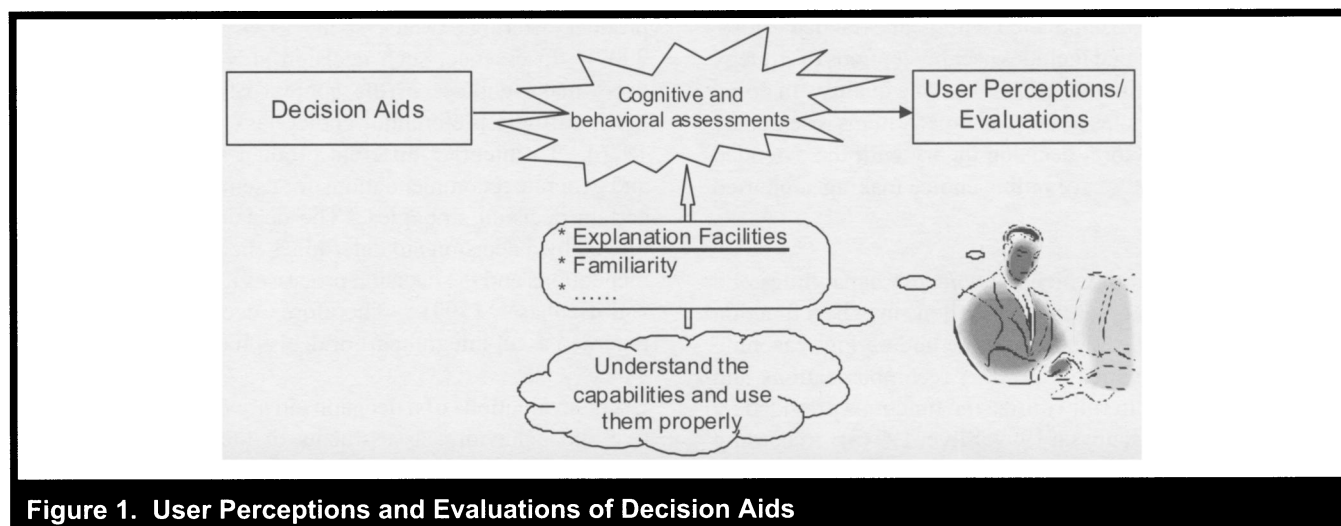 Decision Aids
Cognitive and
behavioral assessments
User Perceptions/
Evaluations
* Explanation Facilities
* Familiarity
* ......
Understand the
capabilities and use
them properly
Figure 1. User Perceptions and Evaluations of Decision Aids